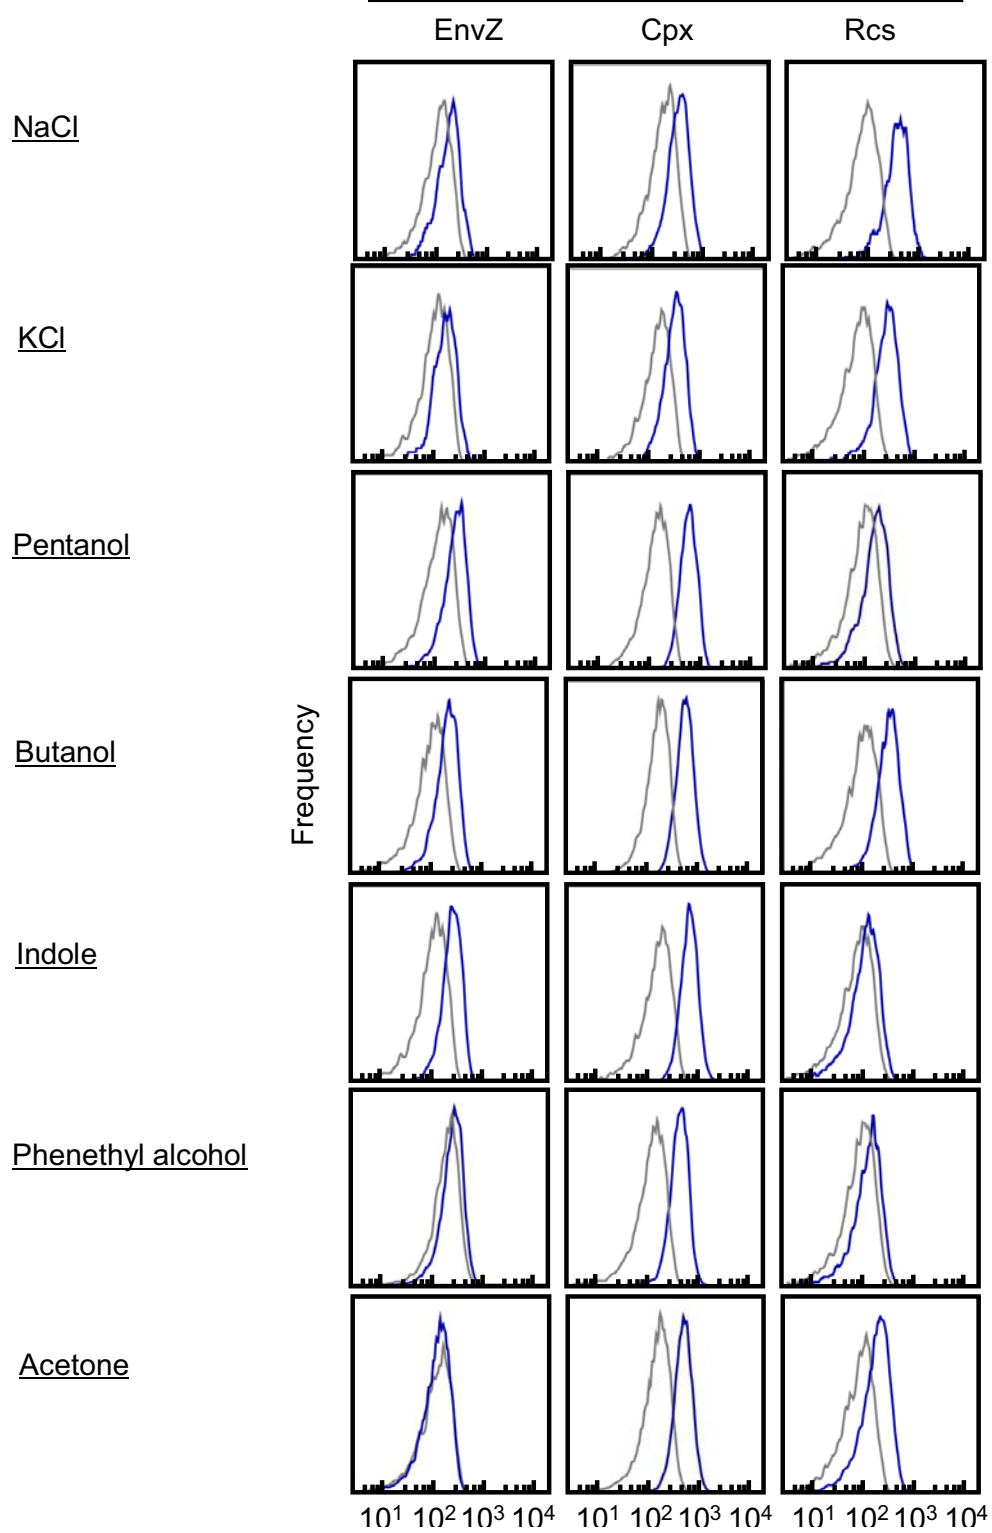 EnvZ Cpx Rcs
NaCl
KCl
Pentanol
Butanol
Frequency
Indole
Phenethyl alcohol
Acetone
10¹ 10² 10³ 10⁴ 10¹ 10² 10³ 10⁴ 10¹ 10² 10³ 10⁴